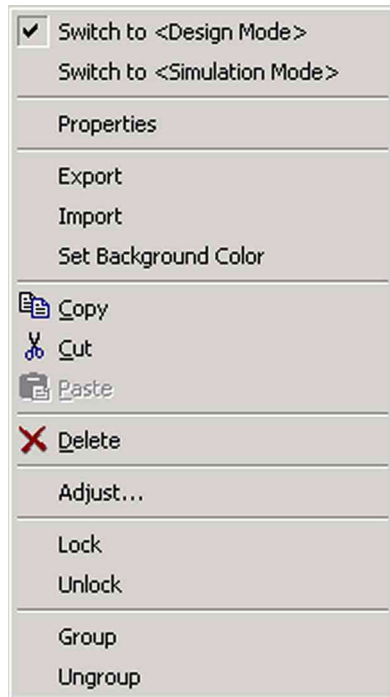 Switch to <Design Mode>
Switch to <Simulation Mode>
Properties
Export
Import
Set Background Color
Copy
Cut
Paste
Delete
Adjust...
Lock
Unlock
Group
Ungroup